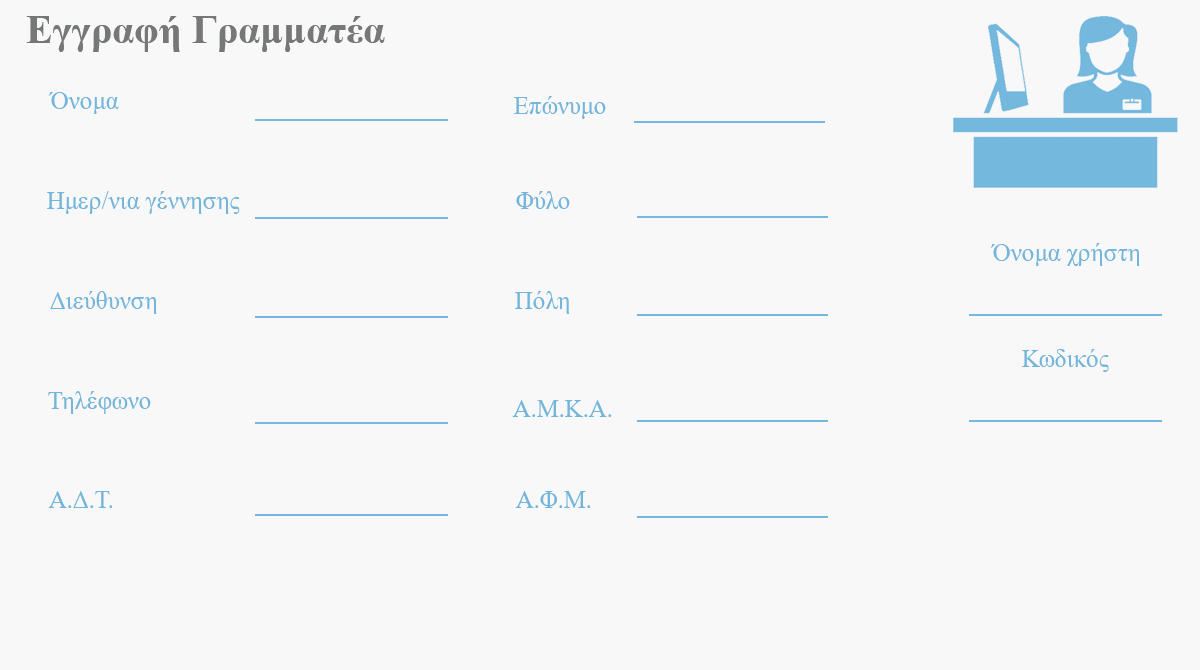 Εγγραφή Γραμματέα
Όνομα
Επώνυμο
Ημερ/νια γέννησης
Φύλο
Όνομα χρήστη
Διεύθυνση
Πόλη
Κωδικός
Τηλέφωνο
Α.Μ.Κ.Α.
Α.Δ.Τ.
Α.Φ.Μ.